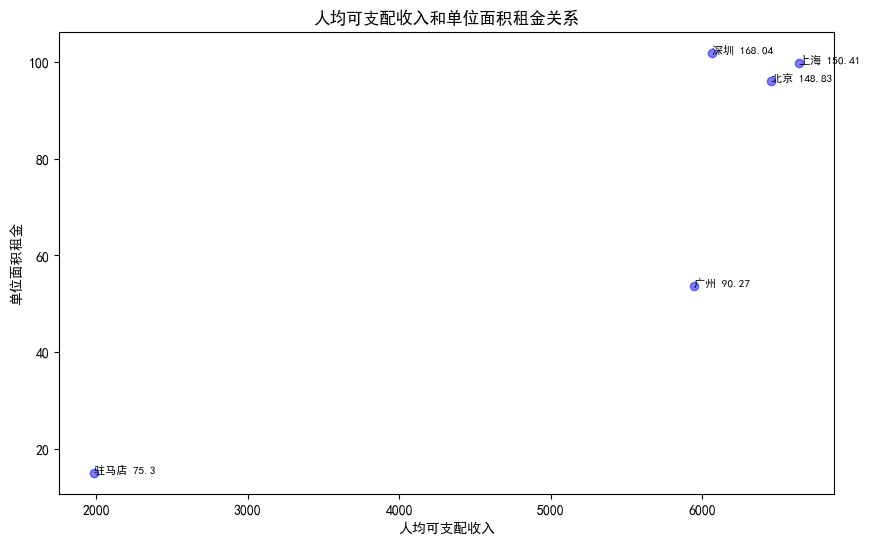 人均可支配收入和单位面积租金关系
单位面积租金
100
80
60
40
20
深圳 168.04
上海 150.41
北京 148.83
广州 90.27
驻马店 75.3
2000 3000 4000 5000 6000
人均可支配收入